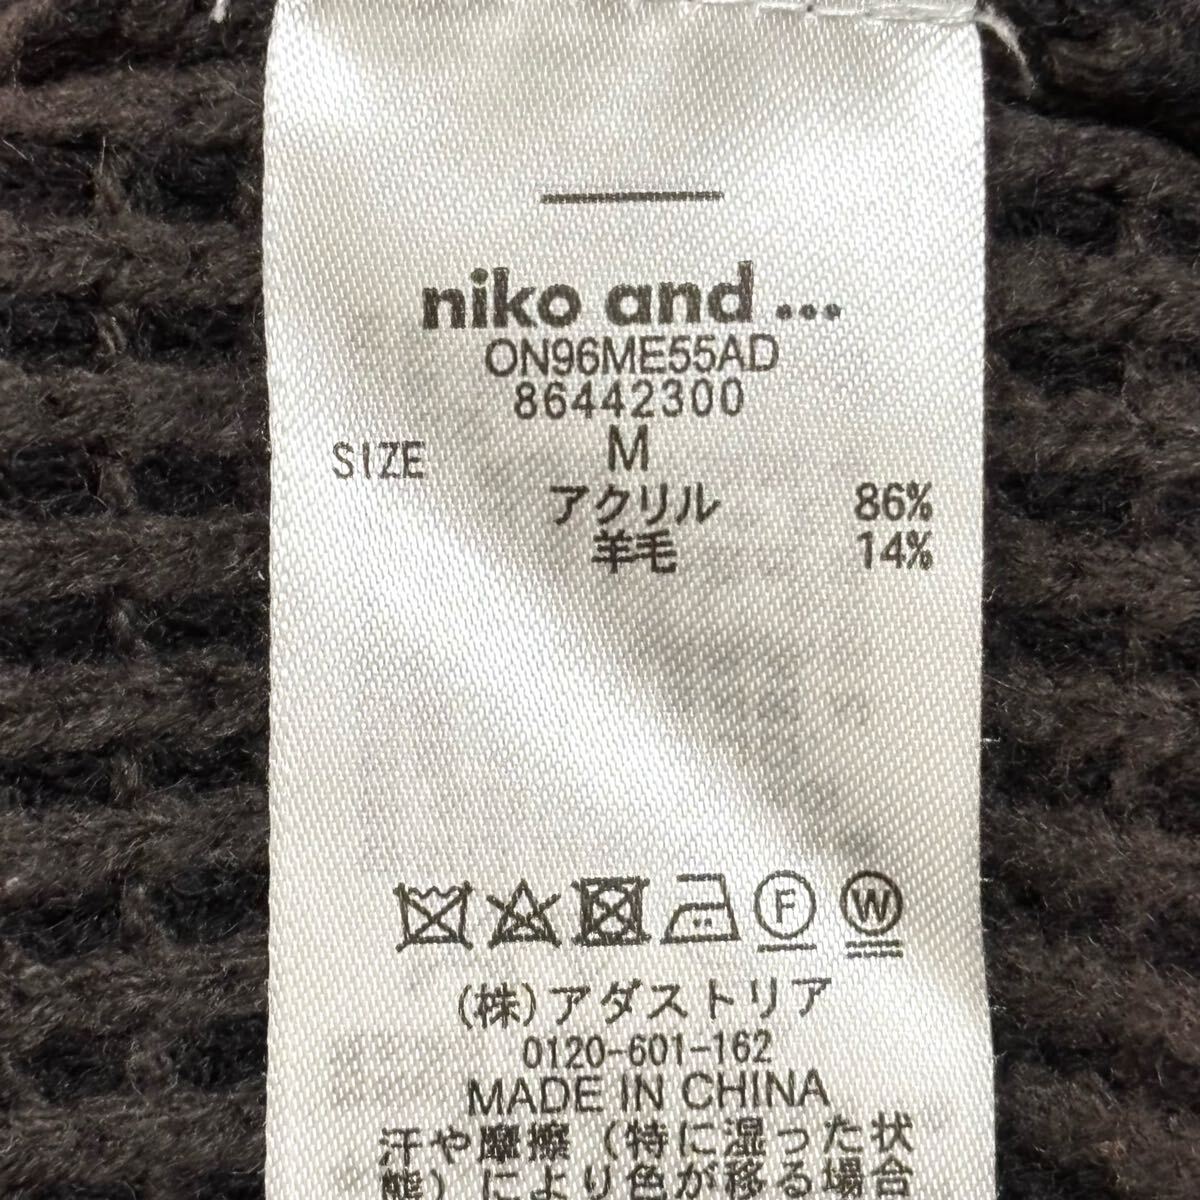 niko and ...
ON96ME55AD
86442300
SIZE M
アクリル 86%
羊毛 14%
F W
(株)アダストリア
0120-601-162
MADE IN CHINA
汗や摩擦（特に湿った状
態）により色が移る場合